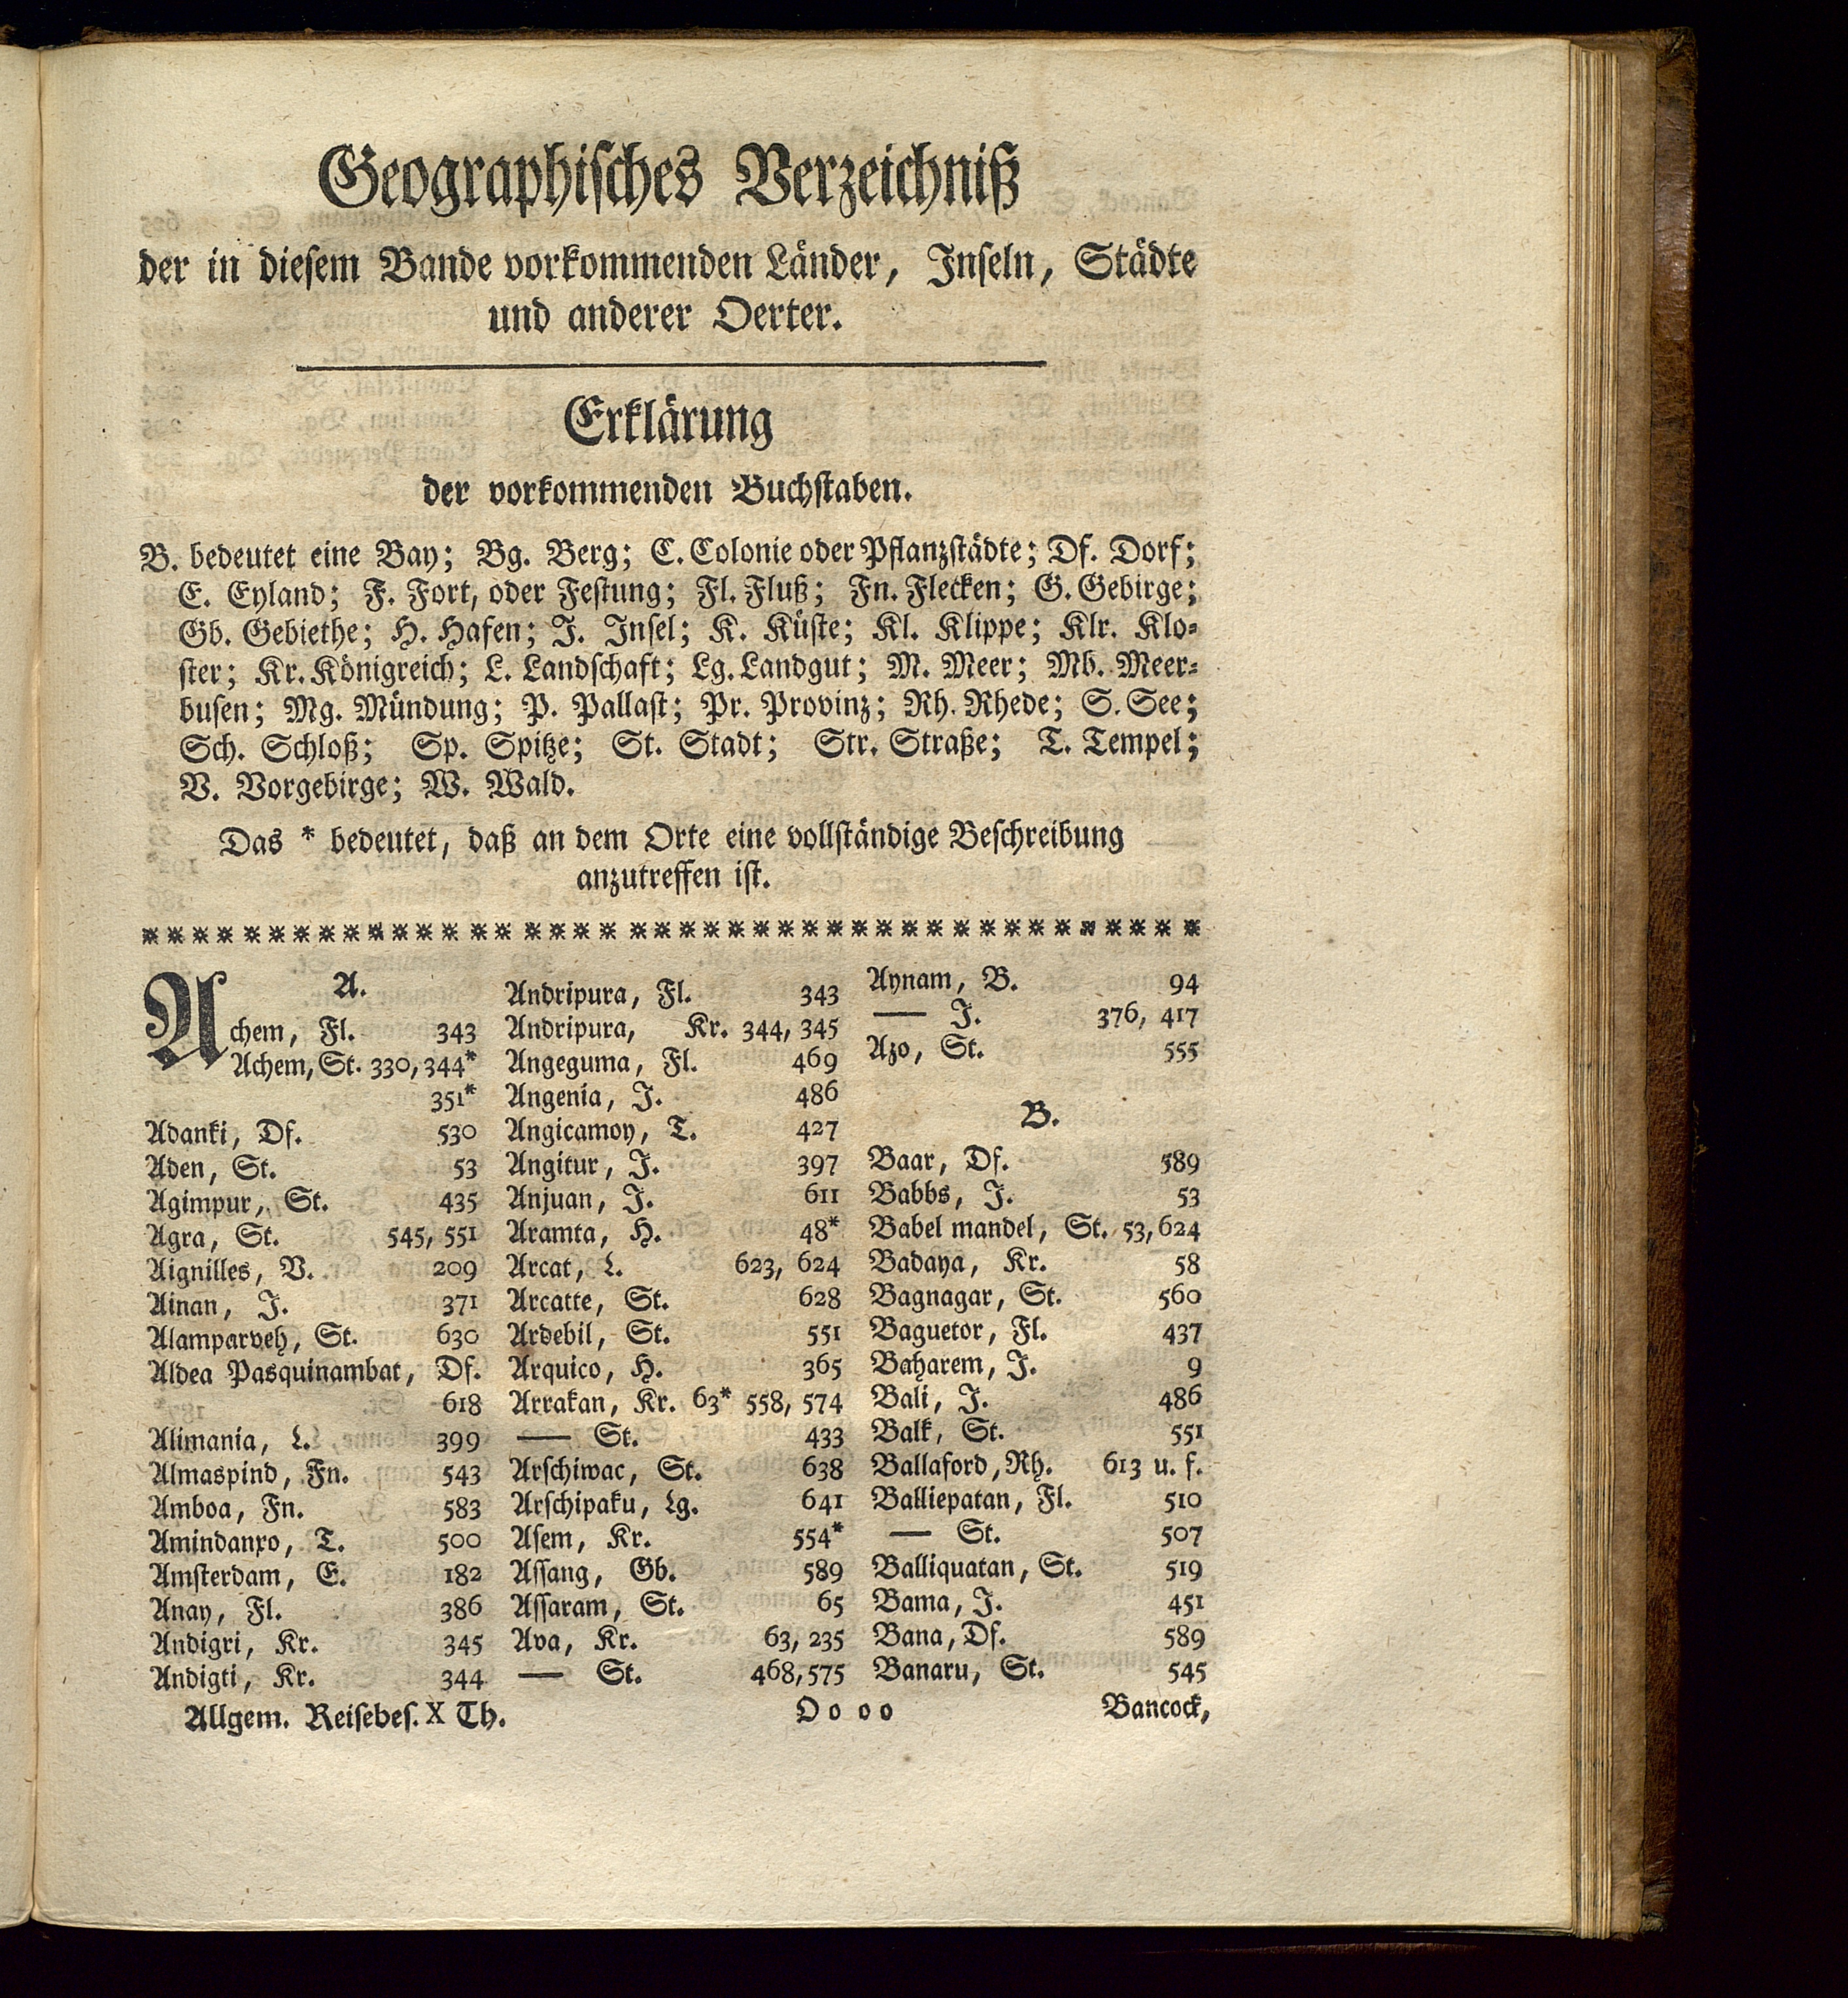 Geographisches Verzeichniß
der in diesem Bande vorkommenden Länder, Inseln, Städte
und anderer Oerter.
Erklärung
der vorkommenden Buchstaben.
B. bedeutet eine Bay; Bg. Berg; C. Colonie oder Pflanzstädte; Df. Dorf;
E. Eyland; F. Fort, oder Festung; Fl. Fluß; Fn. Flecken; G. Gebirge;
Gb. Gebiethe; H. Hafen; I. Insel; K. Küste; Kl. Klippe; Klr. Klo-
ster; Kr. Königreich; L. Landschaft; Lg. Landgut; M. Meer; Mb. Meer-
busen; Mg. Mündung; P. Pallast; Pr. Provinz; Rh. Rhede; S. See;
Sch. Schloß; Sp. Spitze; St. Stadt; Str. Straße; T. Tempel;
V. Vorgebirge; W. Wald.
Das * bedeutet, daß an dem Orte eine vollständige Beschreibung
anzutreffen ist.
A.
Achem, Fl. 343
Achem, St. 330, 344*
351*
Adanki, Df. 530
Aden, St. 53
Agimpur, St. 435
Agra, St. 545, 551
Aignilles, V. 209
Ainan, I. 371
Alamparveh, St. 630
Aldea Pasquinambat, Df.
618
Alimania, L. 399
Almaspind, Fn. 543
Amboa, Fn. 583
Amindanxo, T. 500
Amsterdam, E. 182
Anay, Fl. 386
Andigri, Kr. 345
Andigti, Kr. 344
Andripura, Fl. 343
Andripura, Kr. 344, 345
Angeguma, Fl. 469
Angenia, I. 486
Angicamoy, T. 427
Angitur, I. 397
Anjuan, I. 611
Aramta, H. 48*
Arcat, L. 623, 624
Arcatte, St. 628
Ardebil, St. 551
Arquico, H. 365
Arrakan, Kr. 63* 558, 574
— St. 433
Arschiwac, St. 638
Arschipaku, Lg. 641
Asem, Kr. 554*
Assang, Gb. 589
Assaram, St. 65
Ava, Kr. 63, 235
— St. 468, 575
Aynam, B. 94
— I. 376, 417
Azo, St. 555
B.
Baar, Df. 589
Babbs, I. 53
Babel mandel, St. 53, 624
Badaya, Kr. 58
Bagnagar, St. 560
Baguetor, Fl. 437
Baharem, I. 9
Bali, I. 486
Balk, St. 551
Ballaford, Rh. 613 u. f.
Balliepatan, Fl. 510
— St. 507
Balliquatan, St. 519
Bama, I. 451
Bana, Df. 589
Banaru, St. 545
Allgem. Reisebes. X Th. O o o o Bancock,